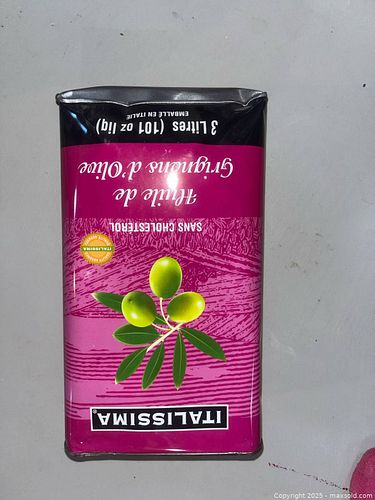 ITALISSIMA®
ITALISSIMA
SANS CHOLESTÉROL
Huile de
Grignons d'Olive
EMBALLÉ EN ITALIE
3 Litres (101 oz liq)
Copyright 2025 - maxsold.com